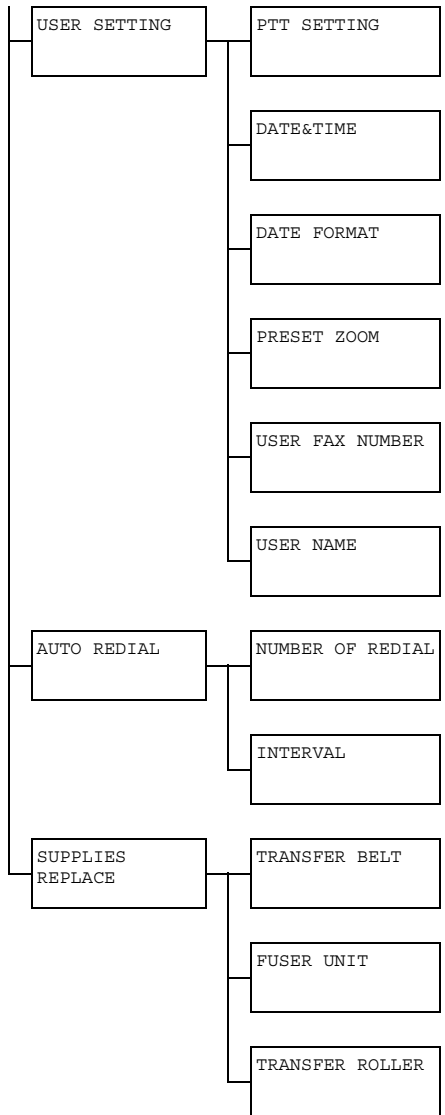 USER SETTING
PTT SETTING
DATE&TIME
DATE FORMAT
PRESET ZOOM
USER FAX NUMBER
USER NAME
AUTO REDIAL
NUMBER OF REDIAL
INTERVAL
SUPPLIES
REPLACE
TRANSFER BELT
FUSER UNIT
TRANSFER ROLLER